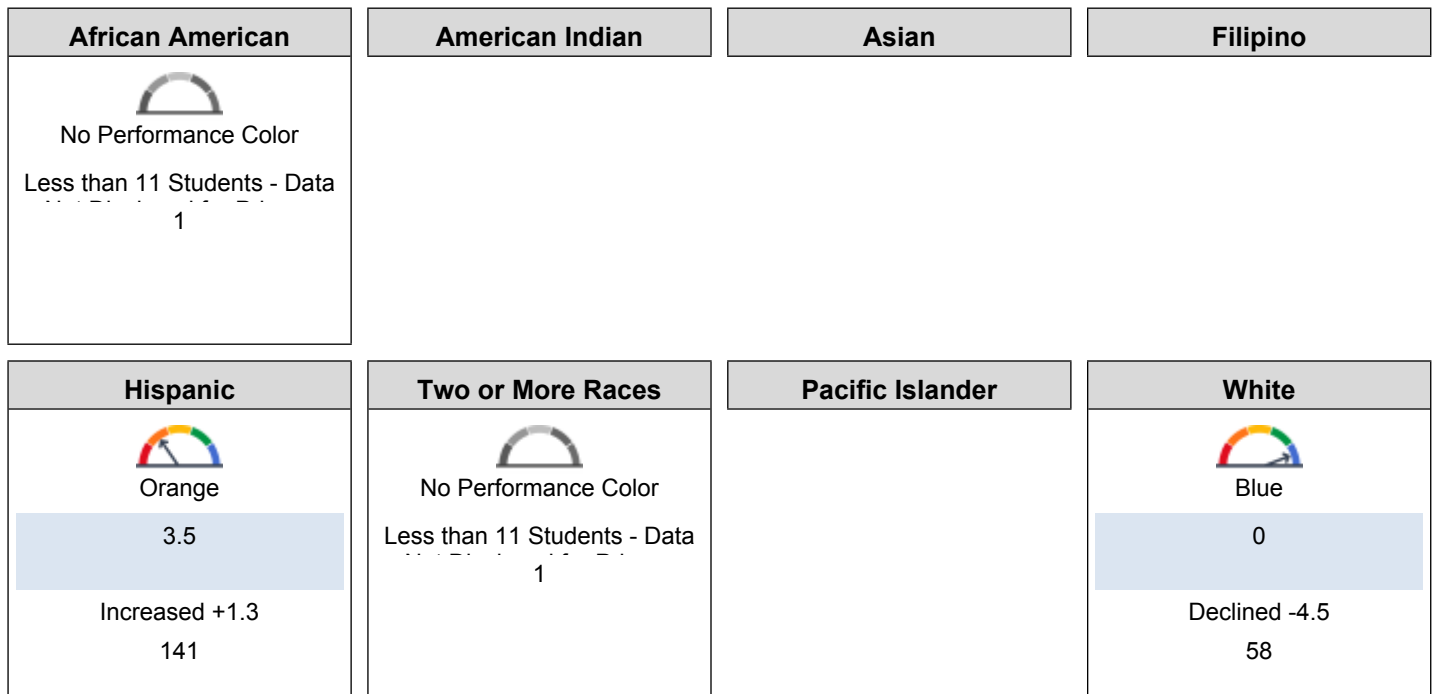 African American
American Indian
Asian
Filipino
No Performance Color
Less than 11 Students - Data
1
Hispanic
Two or More Races
Pacific Islander
White
Orange
3.5
Increased +1.3
141
No Performance Color
Less than 11 Students - Data
1
Blue
0
Declined -4.5
58